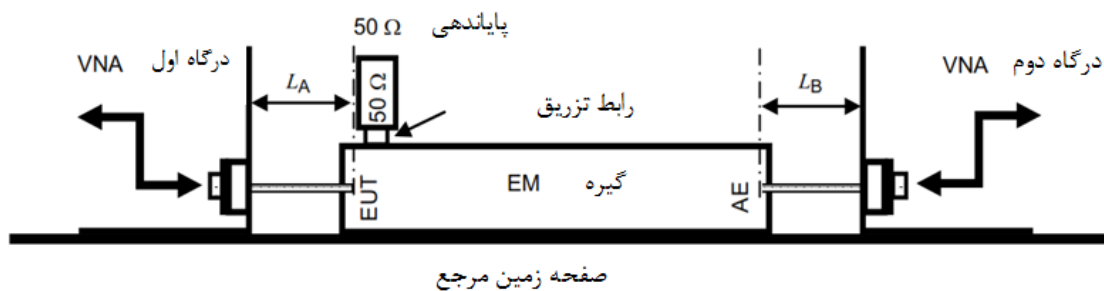 50 Ω پایاندهی
VNA درگاه اول
VNA درگاه دوم
L_A
50 Ω
L_B
رابط تزریق
EUT
EM گیره
AE
صفحه زمین مرجع